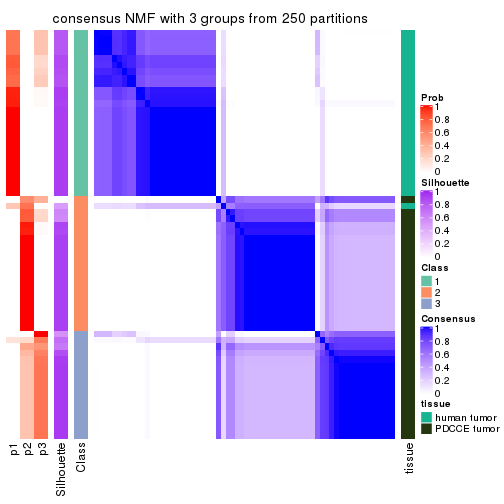 consensus NMF with 3 groups from 250 partitions
Prob
1
0.8
0.6
0.4
0.2
0
Silhouette
1
0.8
0.6
0.4
0.2
0
Class
1
2
3
Consensus
1
0.8
0.6
0.4
0.2
0
tissue
human tumor
PDCCE tumor
p1
p2
p3
Silhouette
Class
tissue